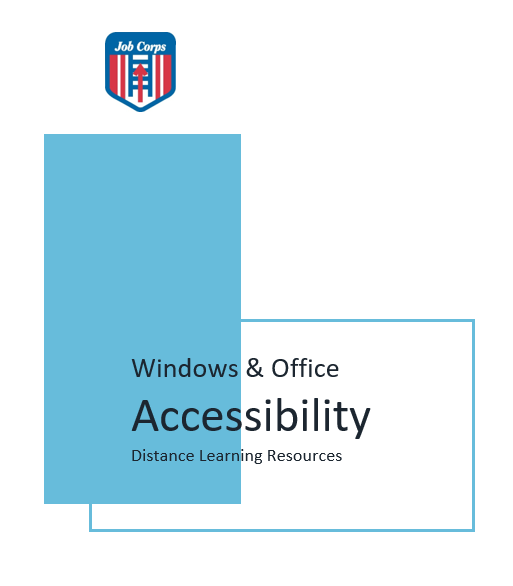 Job Corps
Windows & Office
Accessibility
Distance Learning Resources